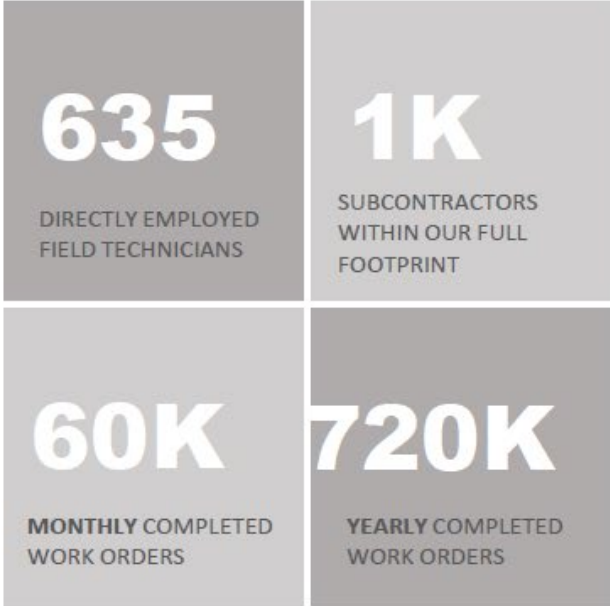 635
DIRECTLY EMPLOYED
FIELD TECHNICIANS
1K
SUBCONTRACTORS
WITHIN OUR FULL
FOOTPRINT
60K
MONTHLY COMPLETED
WORK ORDERS
720K
YEARLY COMPLETED
WORK ORDERS